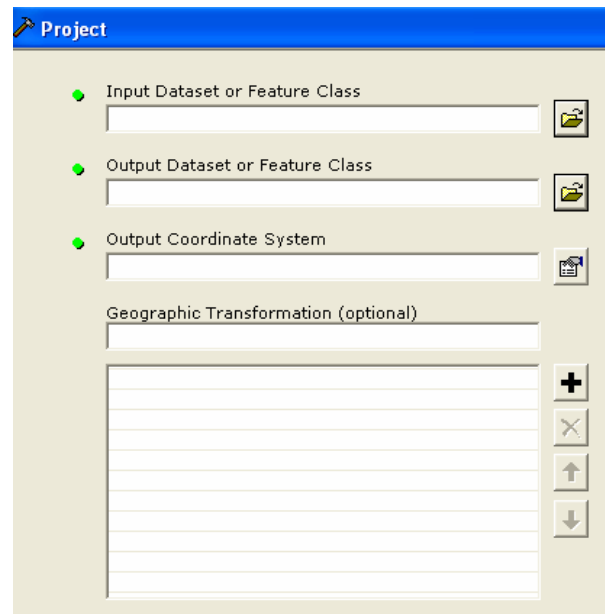 Project
Input Dataset or Feature Class
Output Dataset or Feature Class
Output Coordinate System
Geographic Transformation (optional)